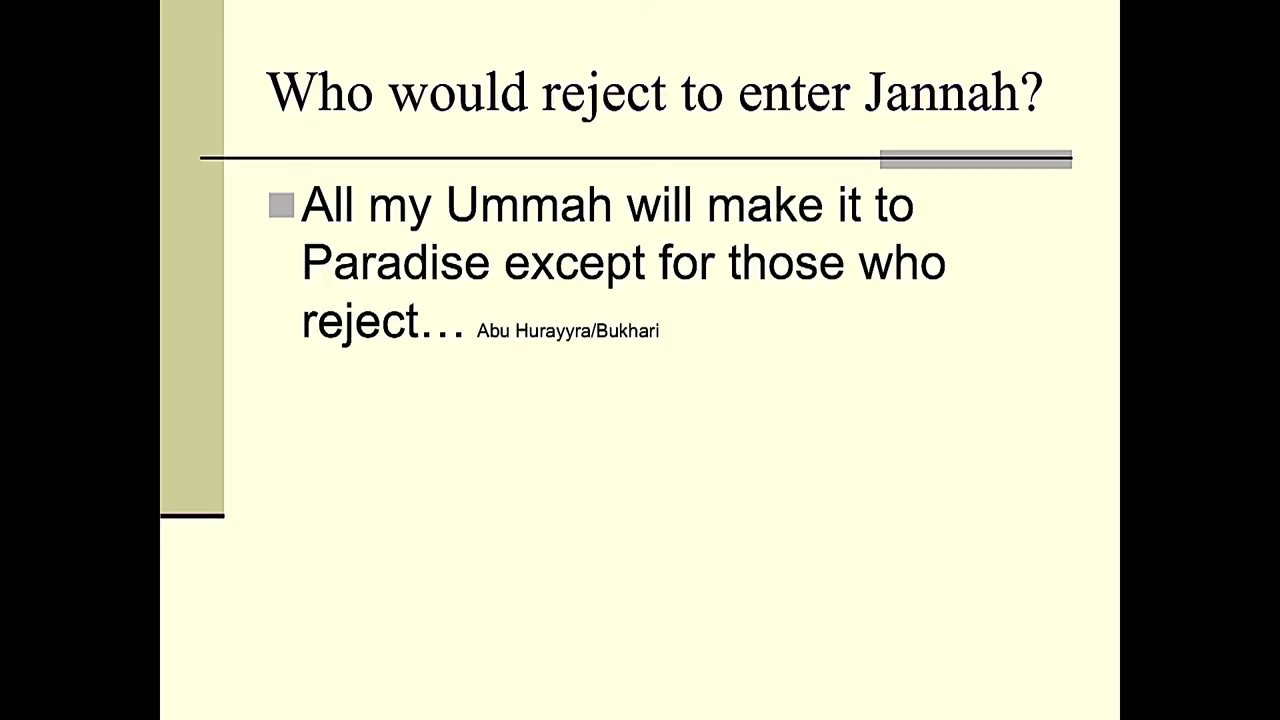 Who would reject to enter Jannah?
All my Ummah will make it to
Paradise except for those who
reject… Abu Hurayyra/Bukhari